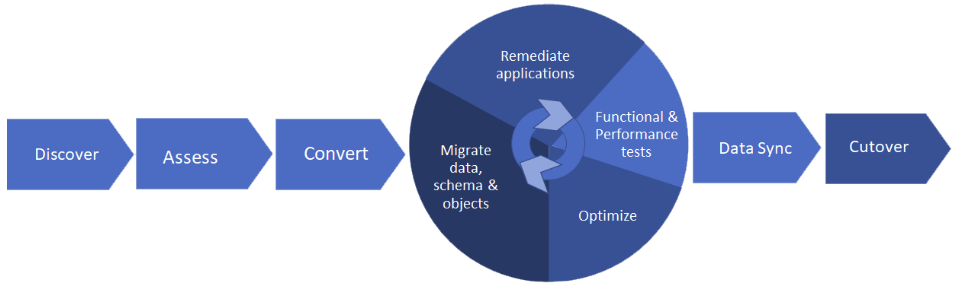 Discover
Assess
Convert
Migrate
data,
schema &
objects
Remediate
applications
Functional &
Performance
tests
Optimize
Data Sync
Cutover